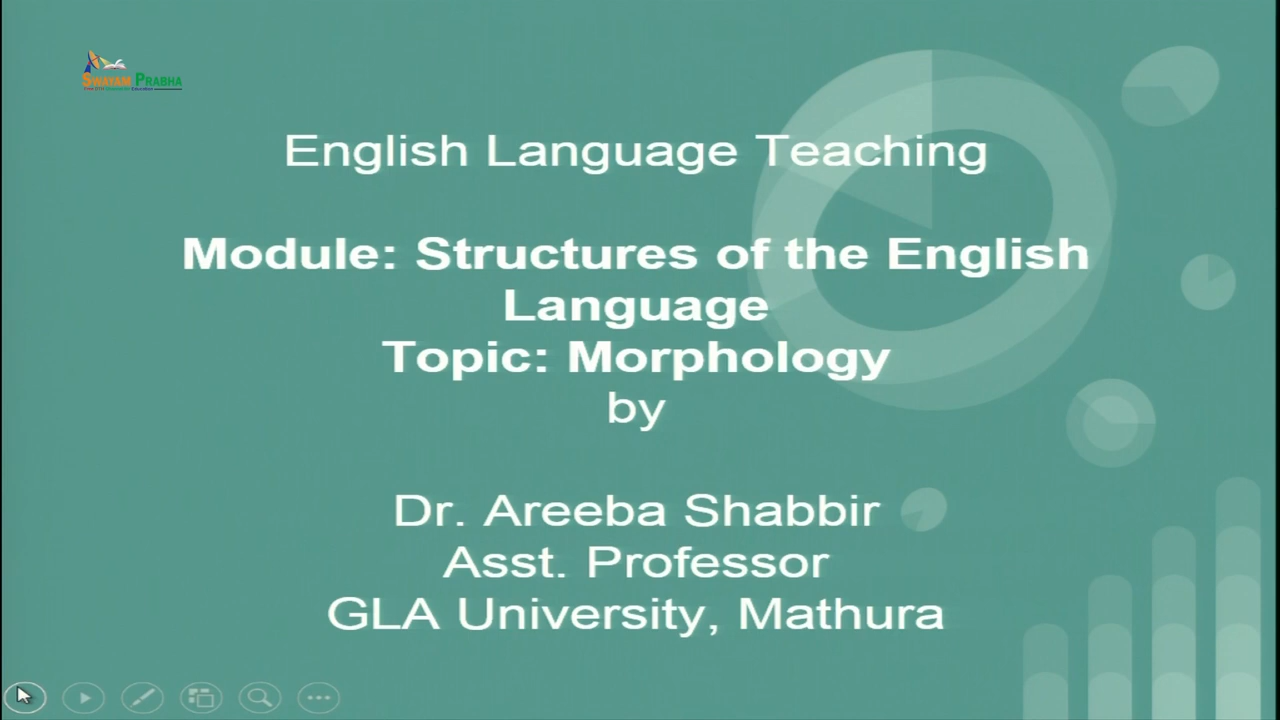 SWAYAM PRABHA
English Language Teaching
Module: Structures of the English
Language
Topic: Morphology
by
Dr. Areeba Shabbir
Asst. Professor
GLA University, Mathura